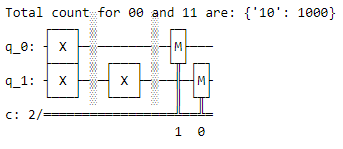 Total count for 00 and 11 are: {'10': 1000}
q_0: X M
q_1: X X M
c: 2/
1 0